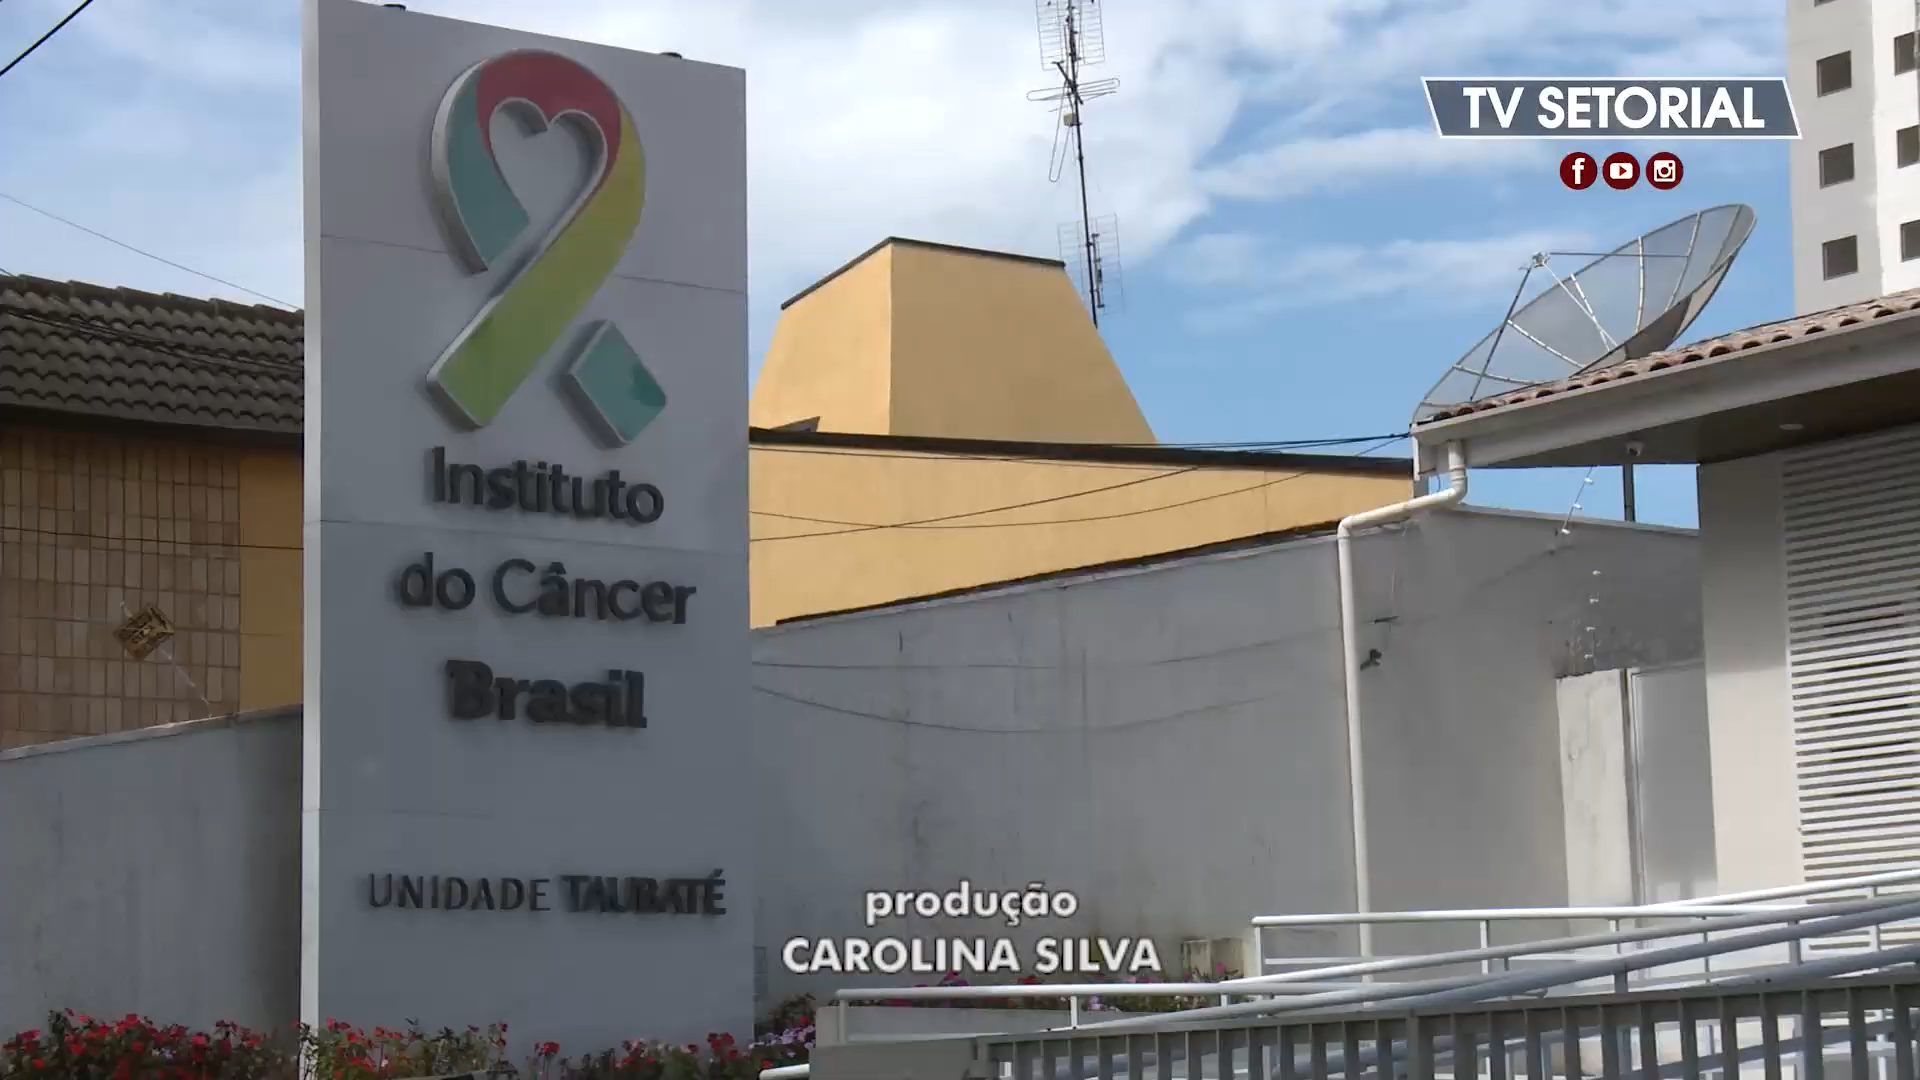 TV SETORIAL
Instituto
do Câncer
Brasil
UNIDADE TAUBATÉ
produção
CAROLINA SILVA